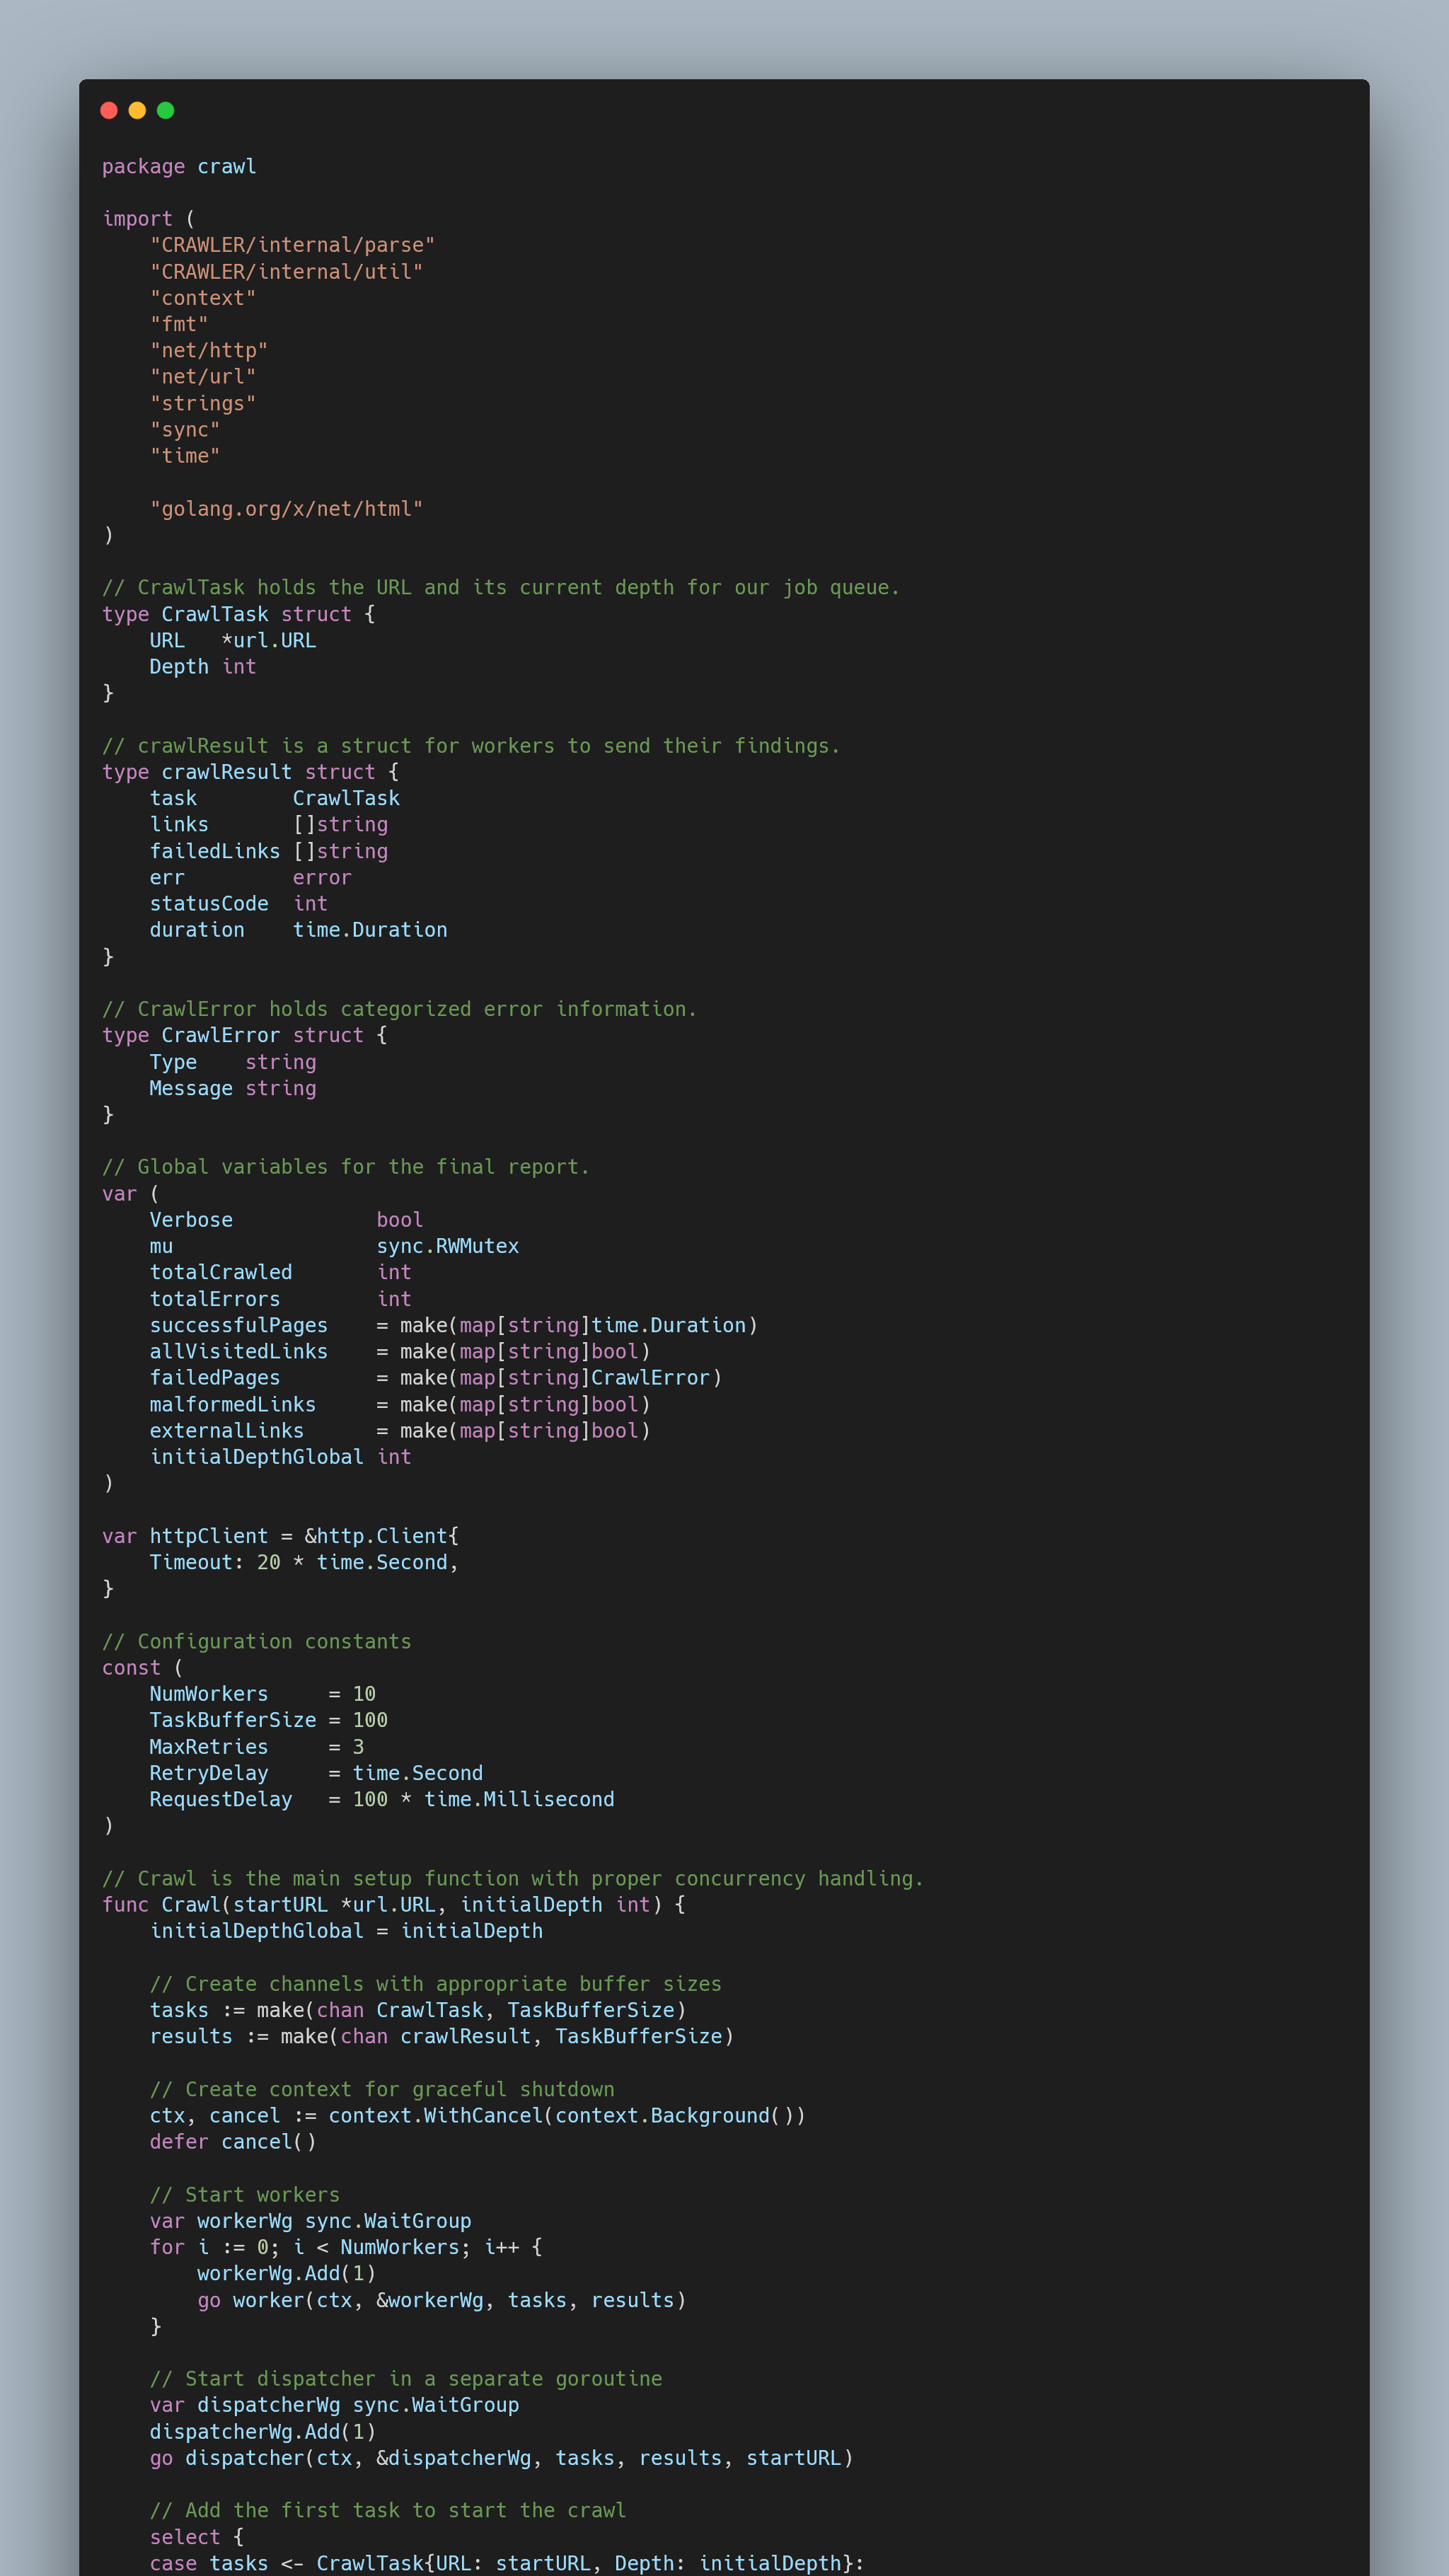 package crawl

import (
    "CRAWLER/internal/parse"
    "CRAWLER/internal/util"
    "context"
    "fmt"
    "net/http"
    "net/url"
    "strings"
    "sync"
    "time"

    "golang.org/x/net/html"
)

// CrawlTask holds the URL and its current depth for our job queue.
type CrawlTask struct {
    URL   *url.URL
    Depth int
}

// crawlResult is a struct for workers to send their findings.
type crawlResult struct {
    task        CrawlTask
    links       []string
    failedLinks []string
    err         error
    statusCode  int
    duration    time.Duration
}

// CrawlError holds categorized error information.
type CrawlError struct {
    Type    string
    Message string
}

// Global variables for the final report.
var (
    Verbose            bool
    mu                 sync.RWMutex
    totalCrawled       int
    totalErrors        int
    successfulPages    = make(map[string]time.Duration)
    allVisitedLinks    = make(map[string]bool)
    failedPages        = make(map[string]CrawlError)
    malformedLinks     = make(map[string]bool)
    externalLinks      = make(map[string]bool)
    initialDepthGlobal int
)

var httpClient = &http.Client{
    Timeout: 20 * time.Second,
}

// Configuration constants
const (
    NumWorkers     = 10
    TaskBufferSize = 100
    MaxRetries     = 3
    RetryDelay     = time.Second
    RequestDelay   = 100 * time.Millisecond
)

// Crawl is the main setup function with proper concurrency handling.
func Crawl(startURL *url.URL, initialDepth int) {
    initialDepthGlobal = initialDepth

    // Create channels with appropriate buffer sizes
    tasks := make(chan CrawlTask, TaskBufferSize)
    results := make(chan crawlResult, TaskBufferSize)

    // Create context for graceful shutdown
    ctx, cancel := context.WithCancel(context.Background())
    defer cancel()

    // Start workers
    var workerWg sync.WaitGroup
    for i := 0; i < NumWorkers; i++ {
        workerWg.Add(1)
        go worker(ctx, &workerWg, tasks, results)
    }

    // Start dispatcher in a separate goroutine
    var dispatcherWg sync.WaitGroup
    dispatcherWg.Add(1)
    go dispatcher(ctx, &dispatcherWg, tasks, results, startURL)

    // Add the first task to start the crawl
    select {
    case tasks <- CrawlTask{URL: startURL, Depth: initialDepth}: